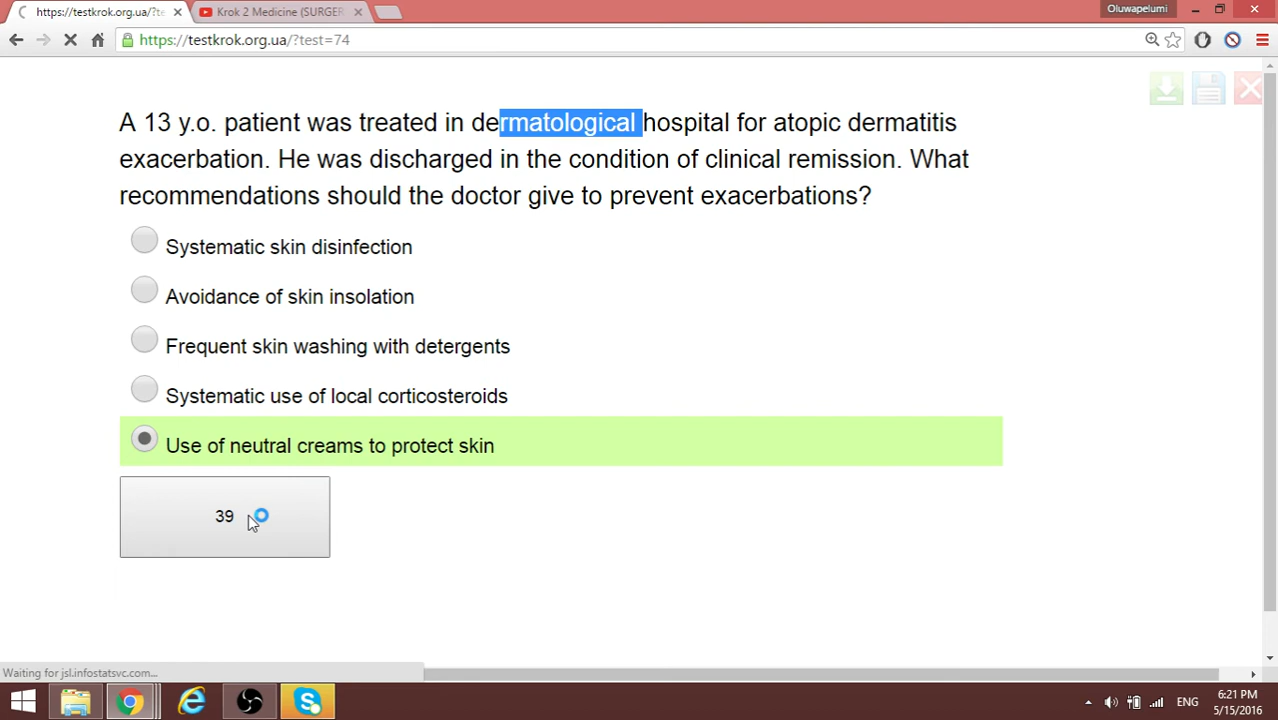 https://testkrok.org.ua/?te
Krok 2 Medicine (SURGER
Oluwapelumi
https://testkrok.org.ua/?test=74
A 13 y.o. patient was treated in dermatological hospital for atopic dermatitis
exacerbation. He was discharged in the condition of clinical remission. What
recommendations should the doctor give to prevent exacerbations?
Systematic skin disinfection
Avoidance of skin insolation
Frequent skin washing with detergents
Systematic use of local corticosteroids
Use of neutral creams to protect skin
39
Waiting for jsl.infostatsvc.com...
ENG
6:21 PM
5/15/2016